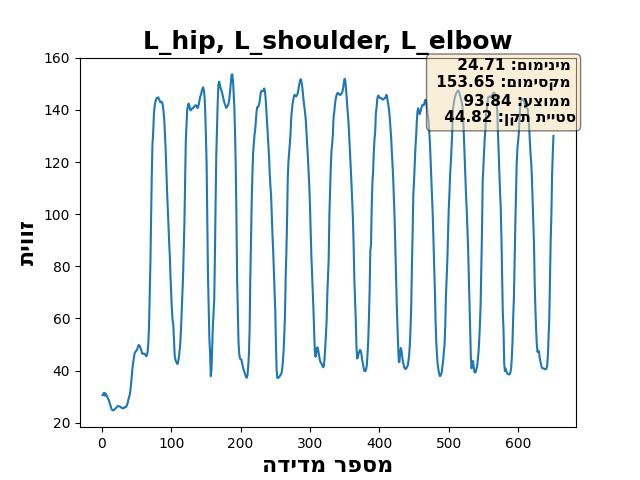 L_hip, L_shoulder, L_elbow
מינימום: 24.71
מקסימום: 153.65
ממוצע: 93.84
סטיית תקן: 44.82
160
140
120
100
80
60
40
20
זווית
0 100 200 300 400 500 600
מספר מדידה